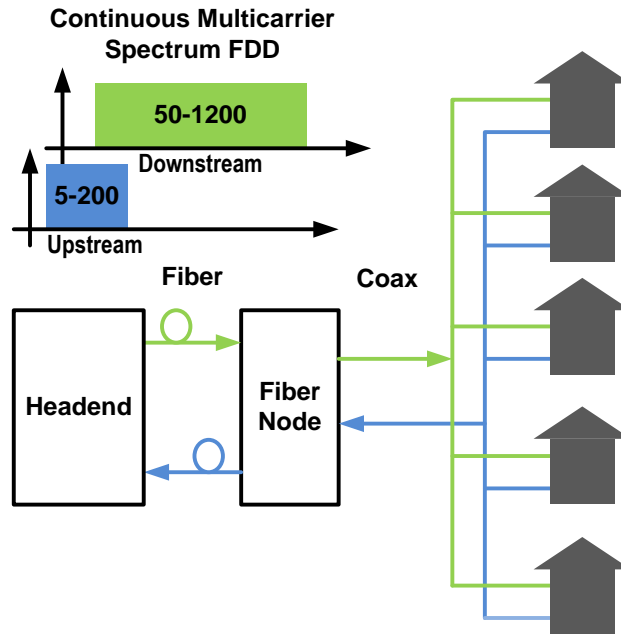 Continuous Multicarrier
Spectrum FDD
50-1200
Downstream
5-200
Upstream
Fiber
Coax
Headend
Fiber
Node